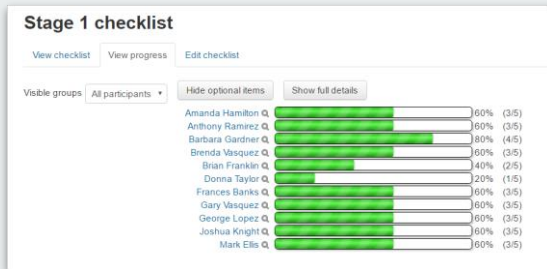 Stage 1 checklist
View checklist View progress Edit checklist
Visible groups All participants Hide optional items Show full details
Amanda Hamilton 60% (3/5)
Anthony Ramirez 60% (3/5)
Barbara Gardner 80% (4/5)
Brenda Vasquez 60% (3/5)
Brian Franklin 40% (2/5)
Donna Taylor 20% (1/5)
Frances Banks 60% (3/5)
Gary Vasquez 60% (3/5)
George Lopez 60% (3/5)
Joshua Knight 60% (3/5)
Mark Ellis 60% (3/5)